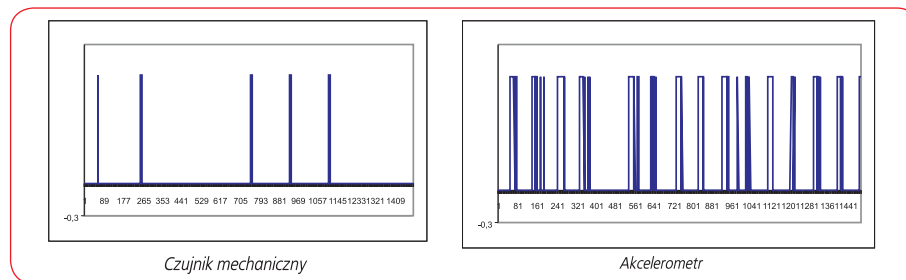 1 89 177 265 353 441 529 617 705 793 881 969 1057 1145 1233 1321 1409
-0,3
Czujnik mechaniczny
1 81 161 241 321 401 481 561 641 721 801 881 961 1041 1121 1201 1281 1361 1441
-0,3
Akcelerometr